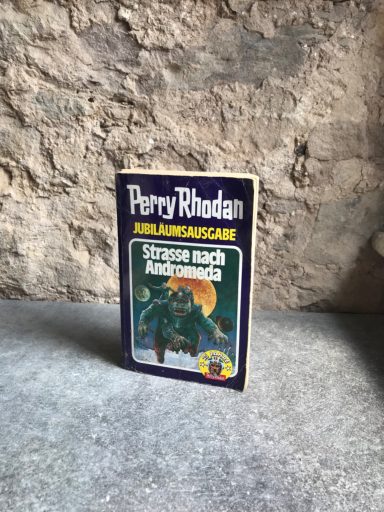 Perry Rhodan
JUBILÄUMSAUSGABE
Strasse nach
Andromeda